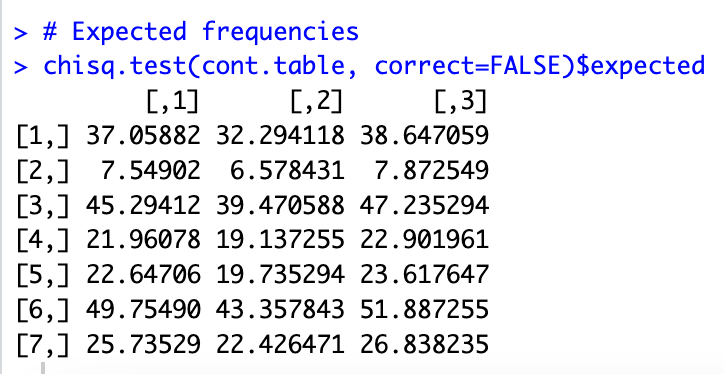 > # Expected frequencies
> chisq.test(cont.table, correct=FALSE)$expected
         [,1]      [,2]      [,3]
[1,] 37.05882 32.294118 38.647059
[2,]  7.54902  6.578431  7.872549
[3,] 45.29412 39.470588 47.235294
[4,] 21.96078 19.137255 22.901961
[5,] 22.64706 19.735294 23.617647
[6,] 49.75490 43.357843 51.887255
[7,] 25.73529 22.426471 26.838235